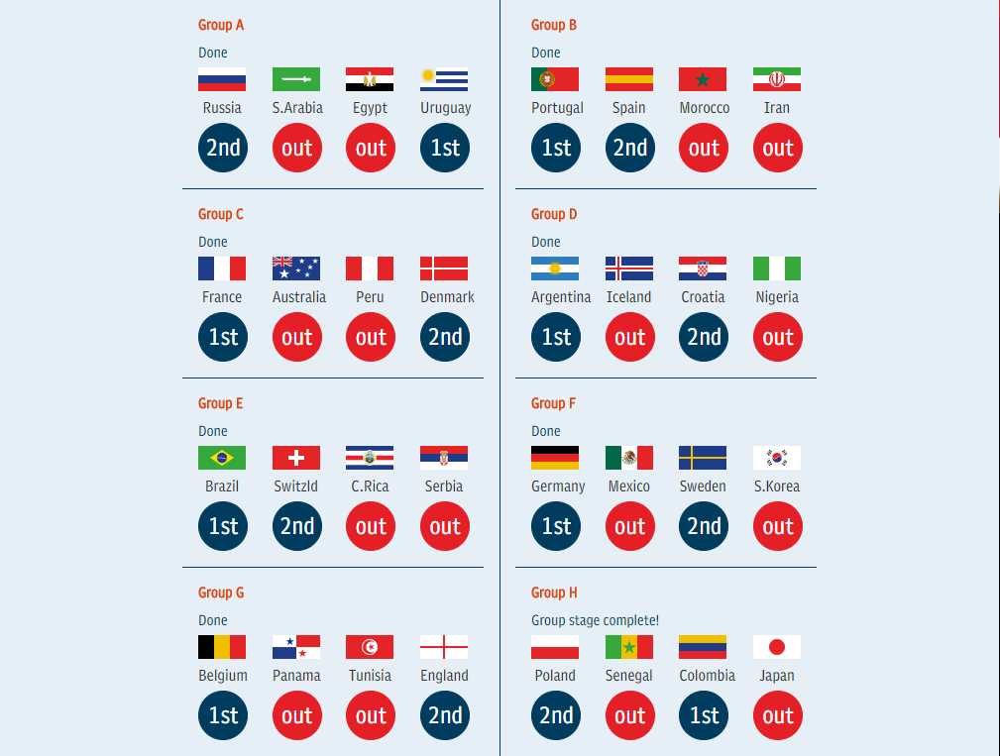 Group A
Done
Russia S.Arabia Egypt Uruguay
2nd out out 1st
Group B
Done
Portugal Spain Morocco Iran
1st 2nd out out
Group C
Done
France Australia Peru Denmark
1st out out 2nd
Group D
Done
Argentina Iceland Croatia Nigeria
1st out 2nd out
Group E
Done
Brazil Switzld C.Rica Serbia
1st 2nd out out
Group F
Done
Germany Mexico Sweden S.Korea
1st out 2nd out
Group G
Done
Belgium Panama Tunisia England
1st out out 2nd
Group H
Group stage complete!
Poland Senegal Colombia Japan
2nd out 1st out